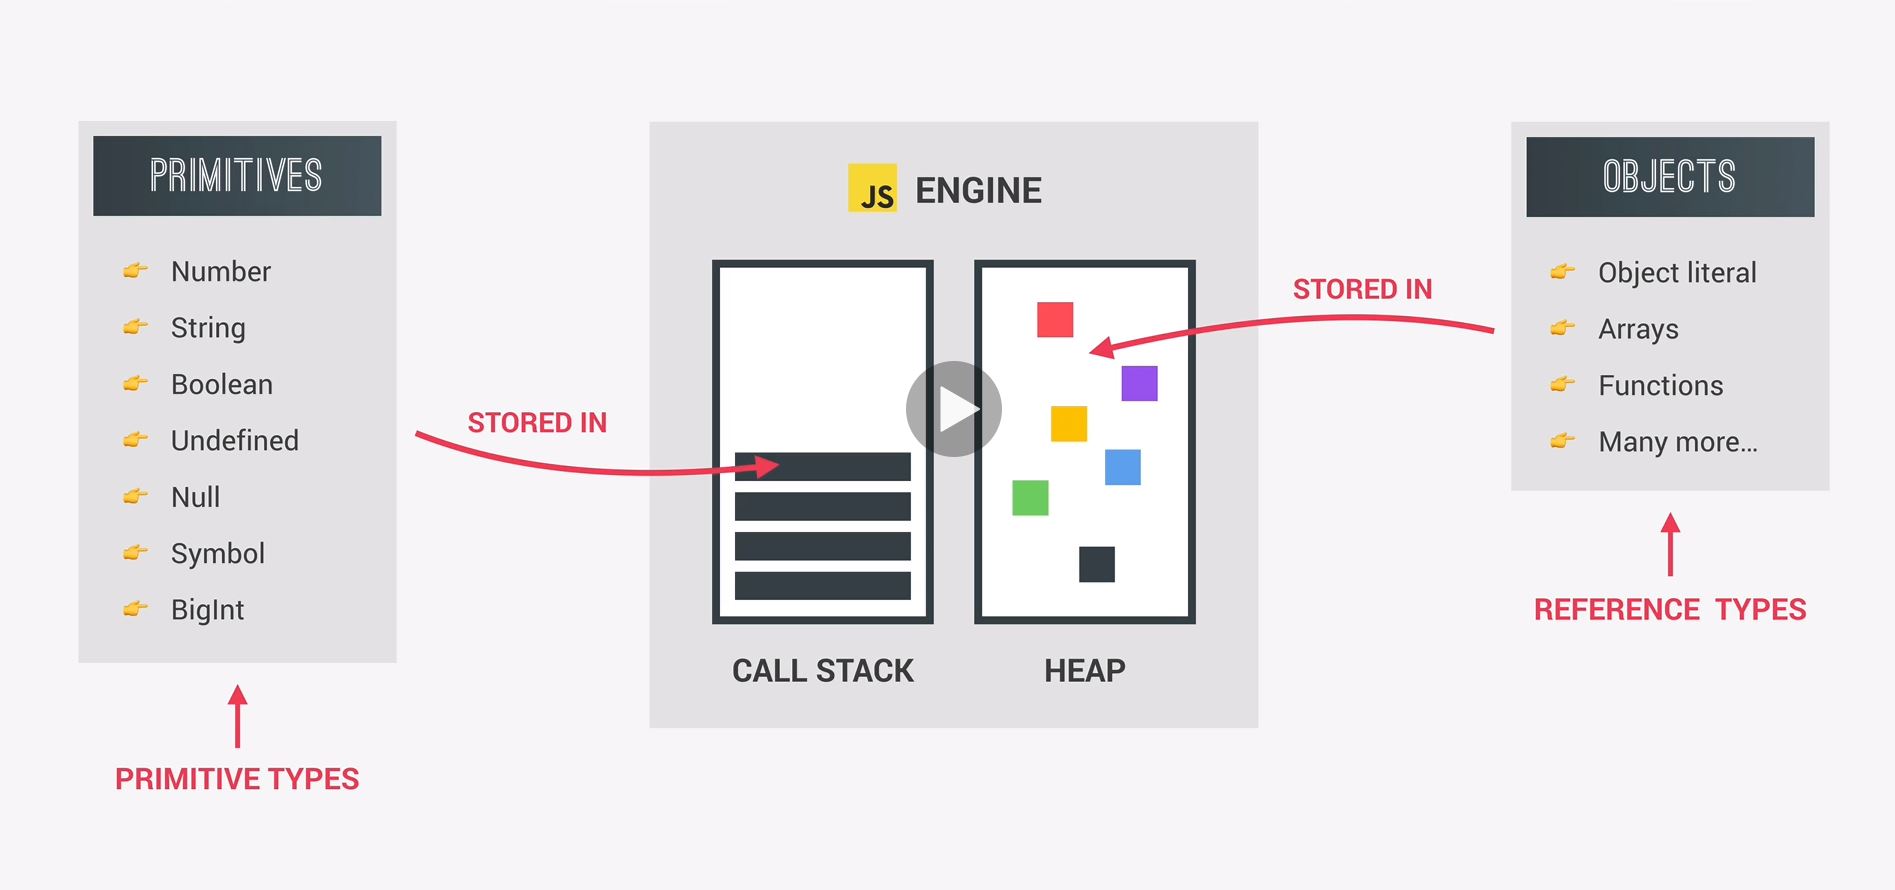 PRIMITIVES
Number
String
Boolean
Undefined
Null
Symbol
BigInt
PRIMITIVE TYPES
STORED IN
JS ENGINE
CALL STACK
HEAP
STORED IN
OBJECTS
Object literal
Arrays
Functions
Many more...
REFERENCE TYPES